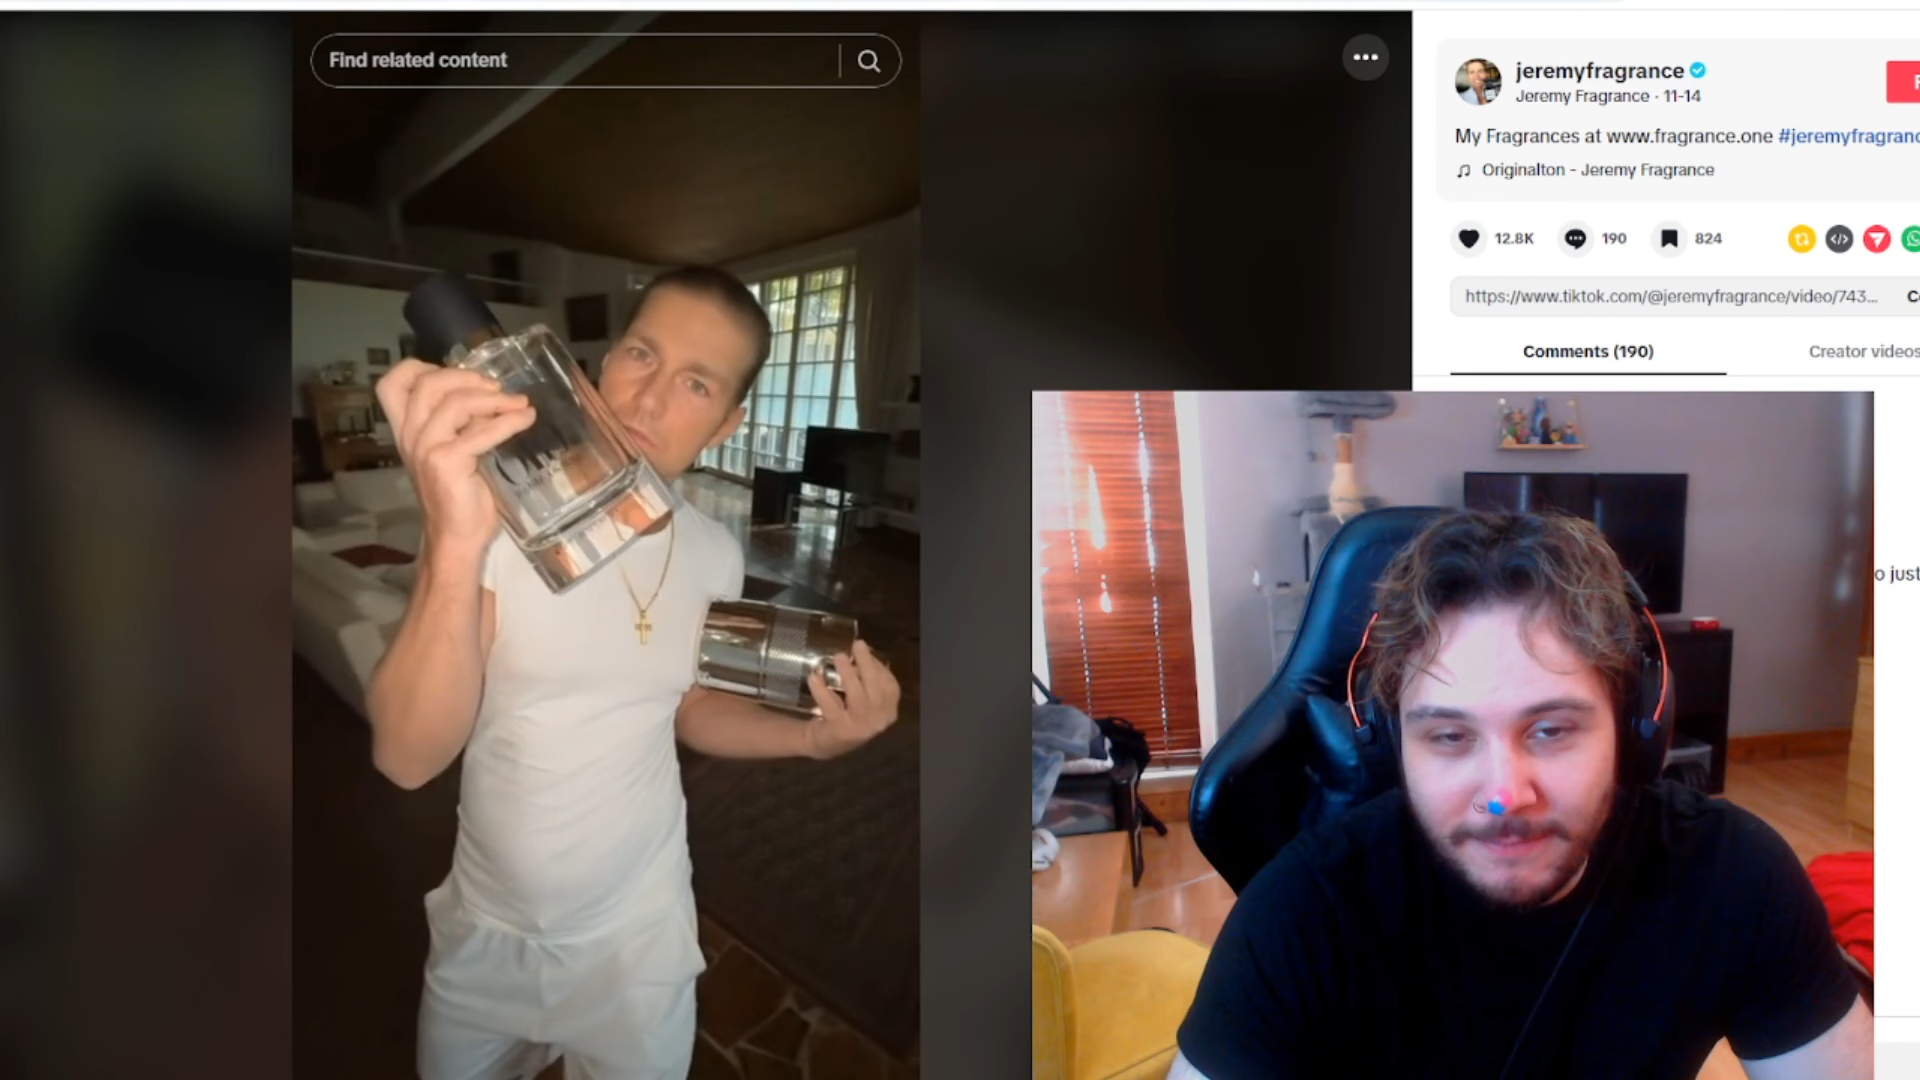 Find related content
jeremyfragrance
Jeremy Fragrance · 11-14
My Fragrances at www.fragrance.one #jeremyfragranc
Originalton - Jeremy Fragrance
12.8K
190
824
https://www.tiktok.com/@jeremyfragrance/video/743...
Comments (190)
Creator videos
o just